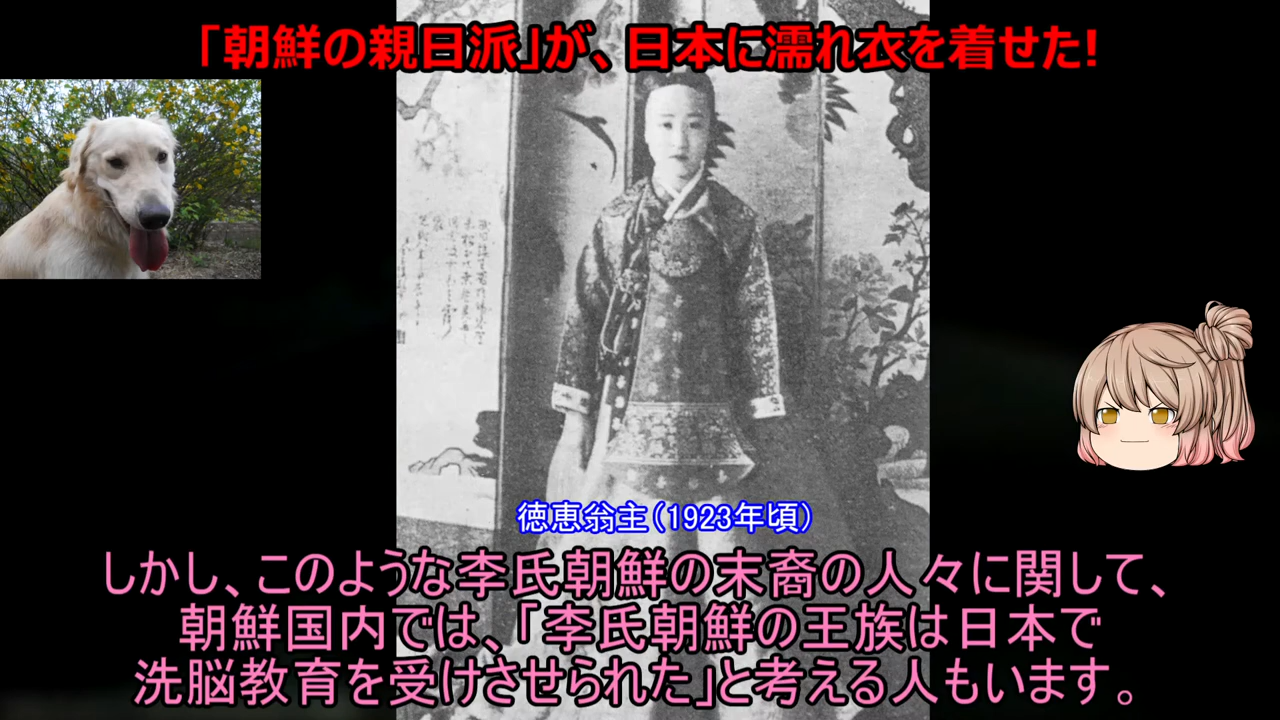 「朝鮮の親日派」が、日本に濡れ衣を着せた!
徳恵翁主(1923年頃)
しかし、このような李氏朝鮮の末裔の人々に関して、
朝鮮国内では、「李氏朝鮮の王族は日本で
洗脳教育を受けさせられた」と考える人もいます。